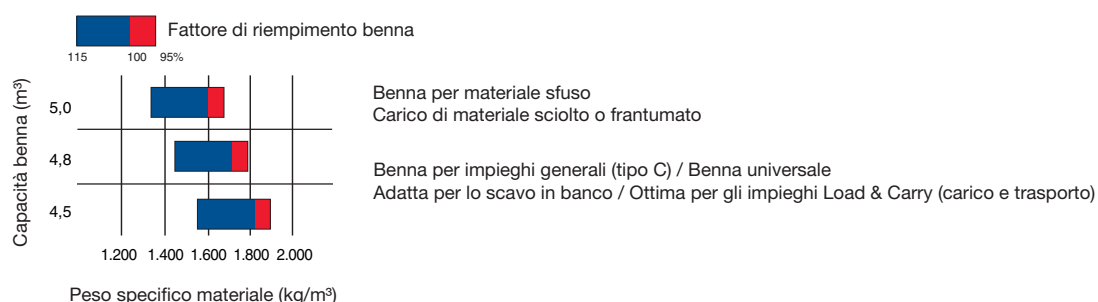 Fattore di riempimento benna
115 100 95%
Capacità benna (m³)
5,0
Benna per materiale sfuso
Carico di materiale sciolto o frantumato
4,8
Benna per impieghi generali (tipo C) / Benna universale
Adatta per lo scavo in banco / Ottima per gli impieghi Load & Carry (carico e trasporto)
4,5
1.200 1.400 1.600 1.800 2.000
Peso specifico materiale (kg/m³)